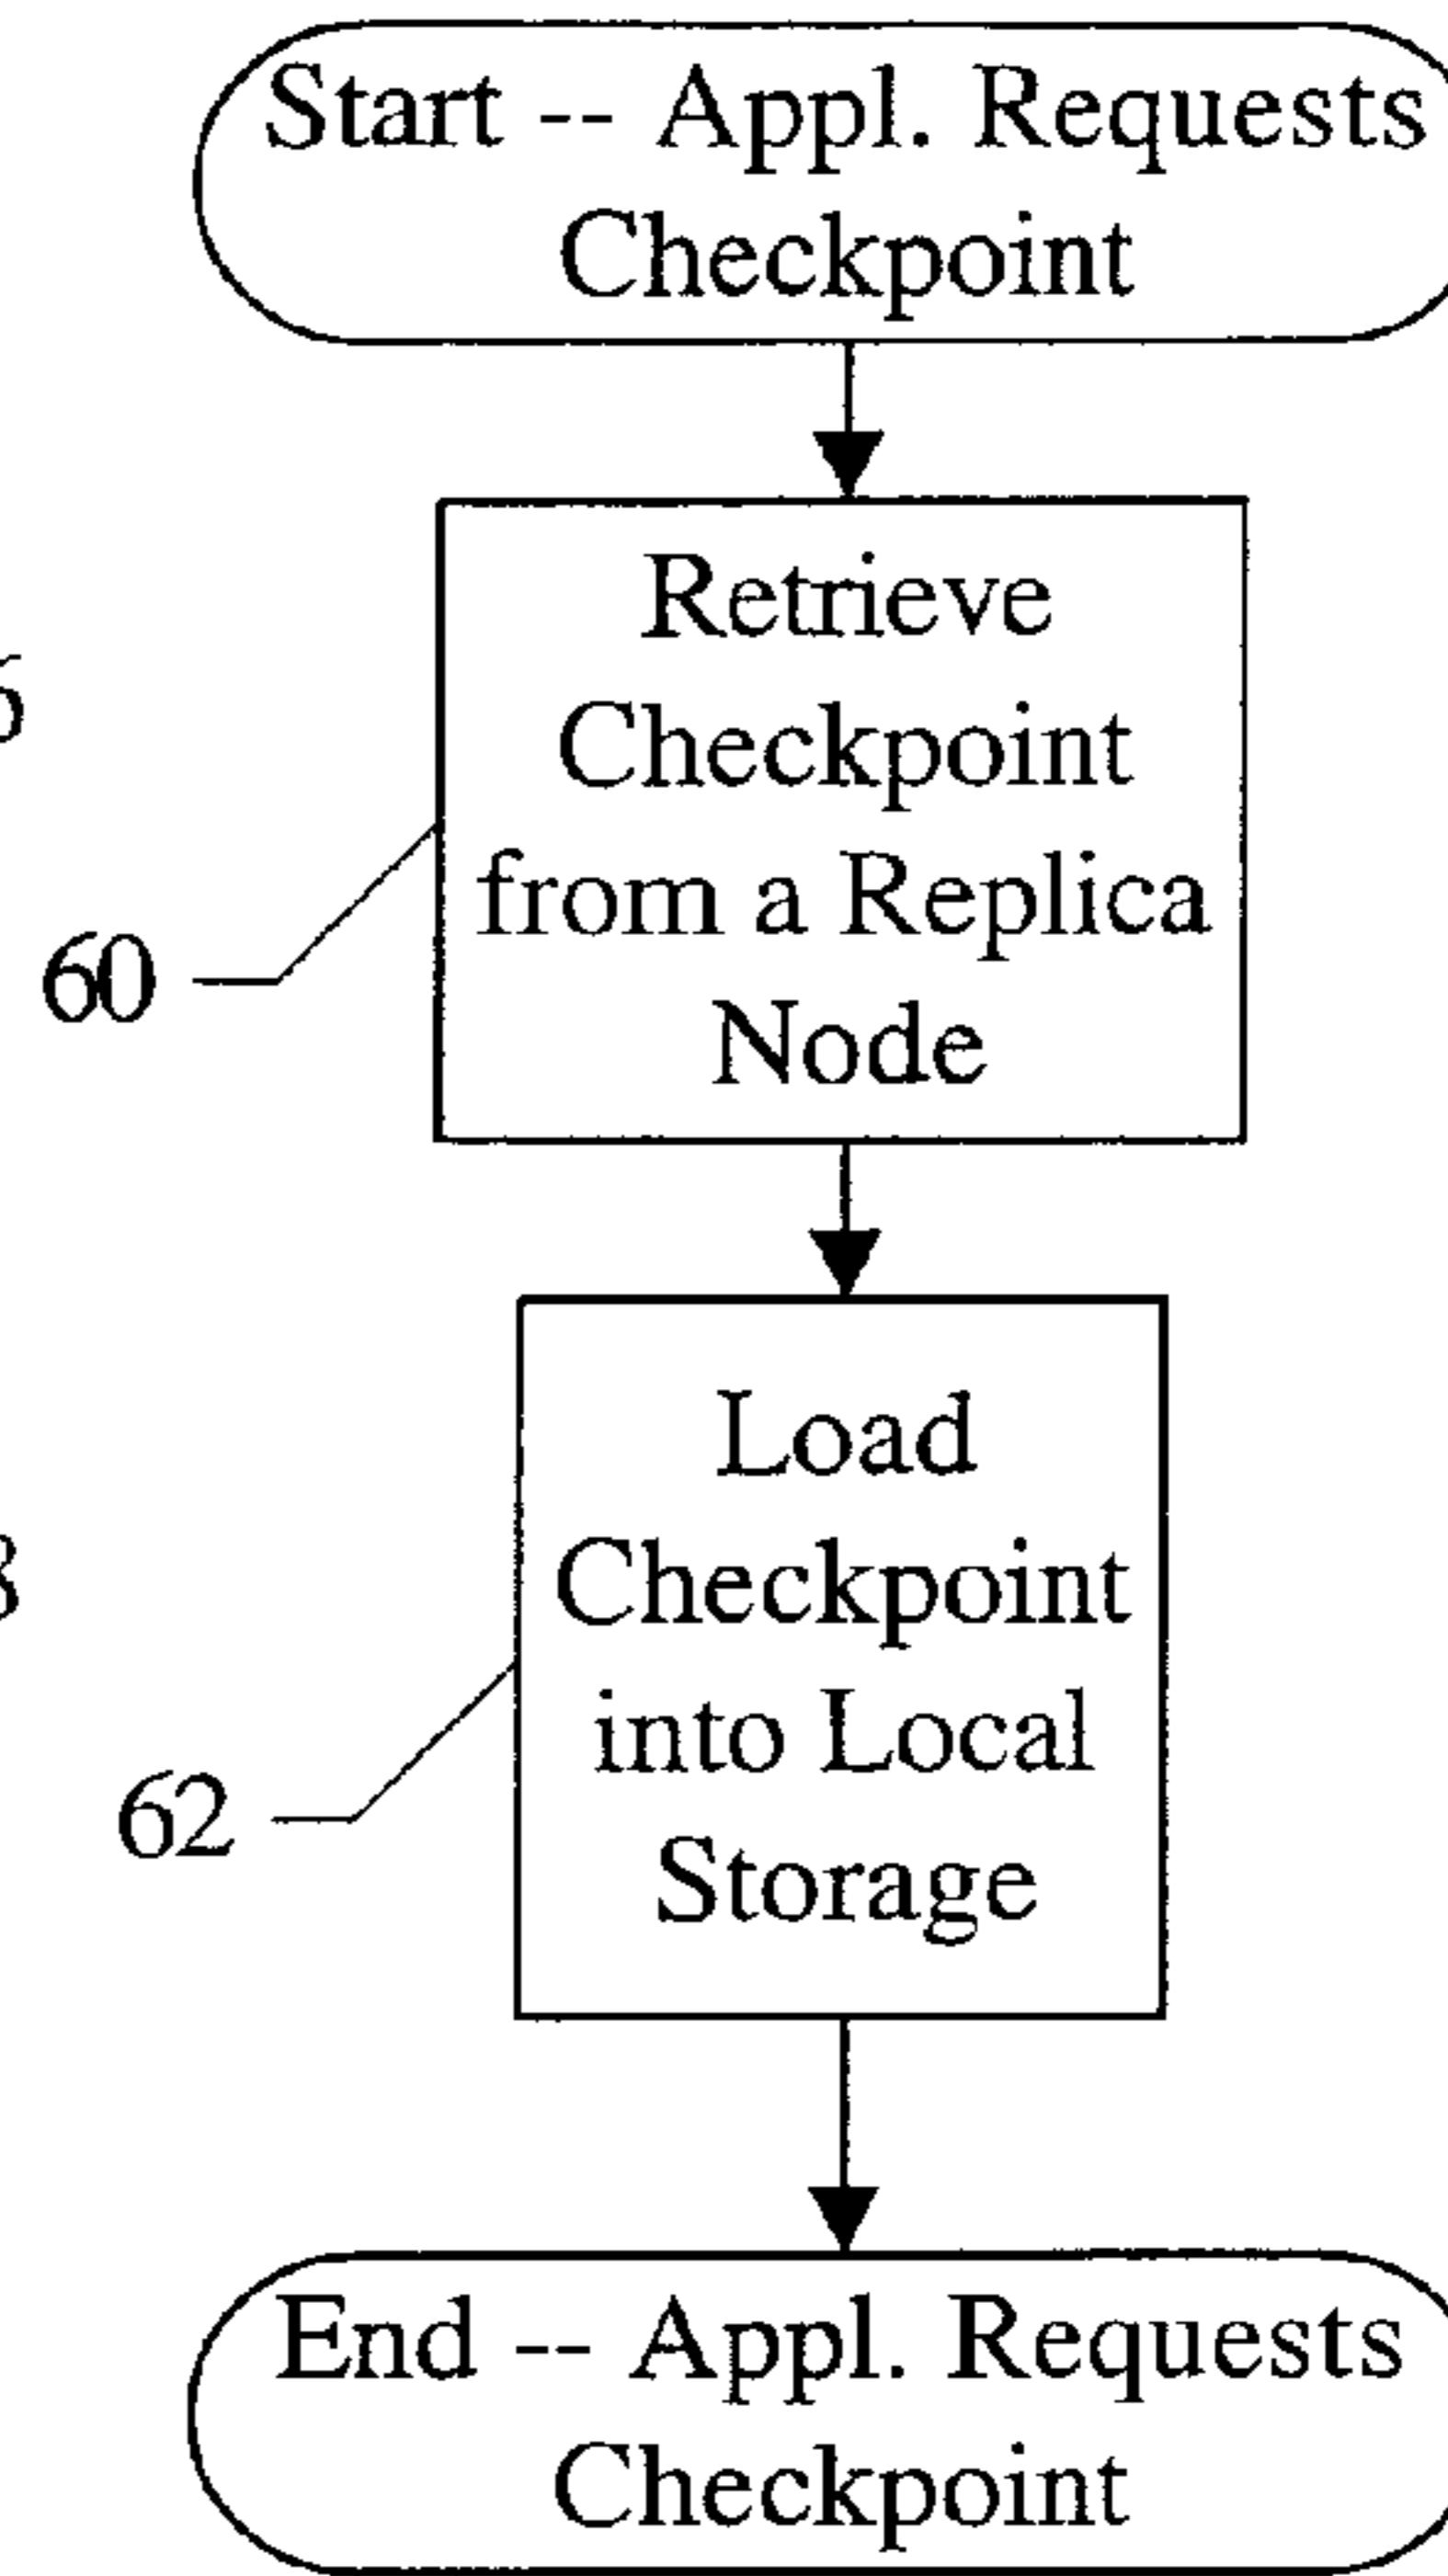 Start -- Appl. Requests
Checkpoint
Retrieve
Checkpoint
from a Replica
Node
60
Load
Checkpoint
into Local
Storage
62
End -- Appl. Requests
Checkpoint